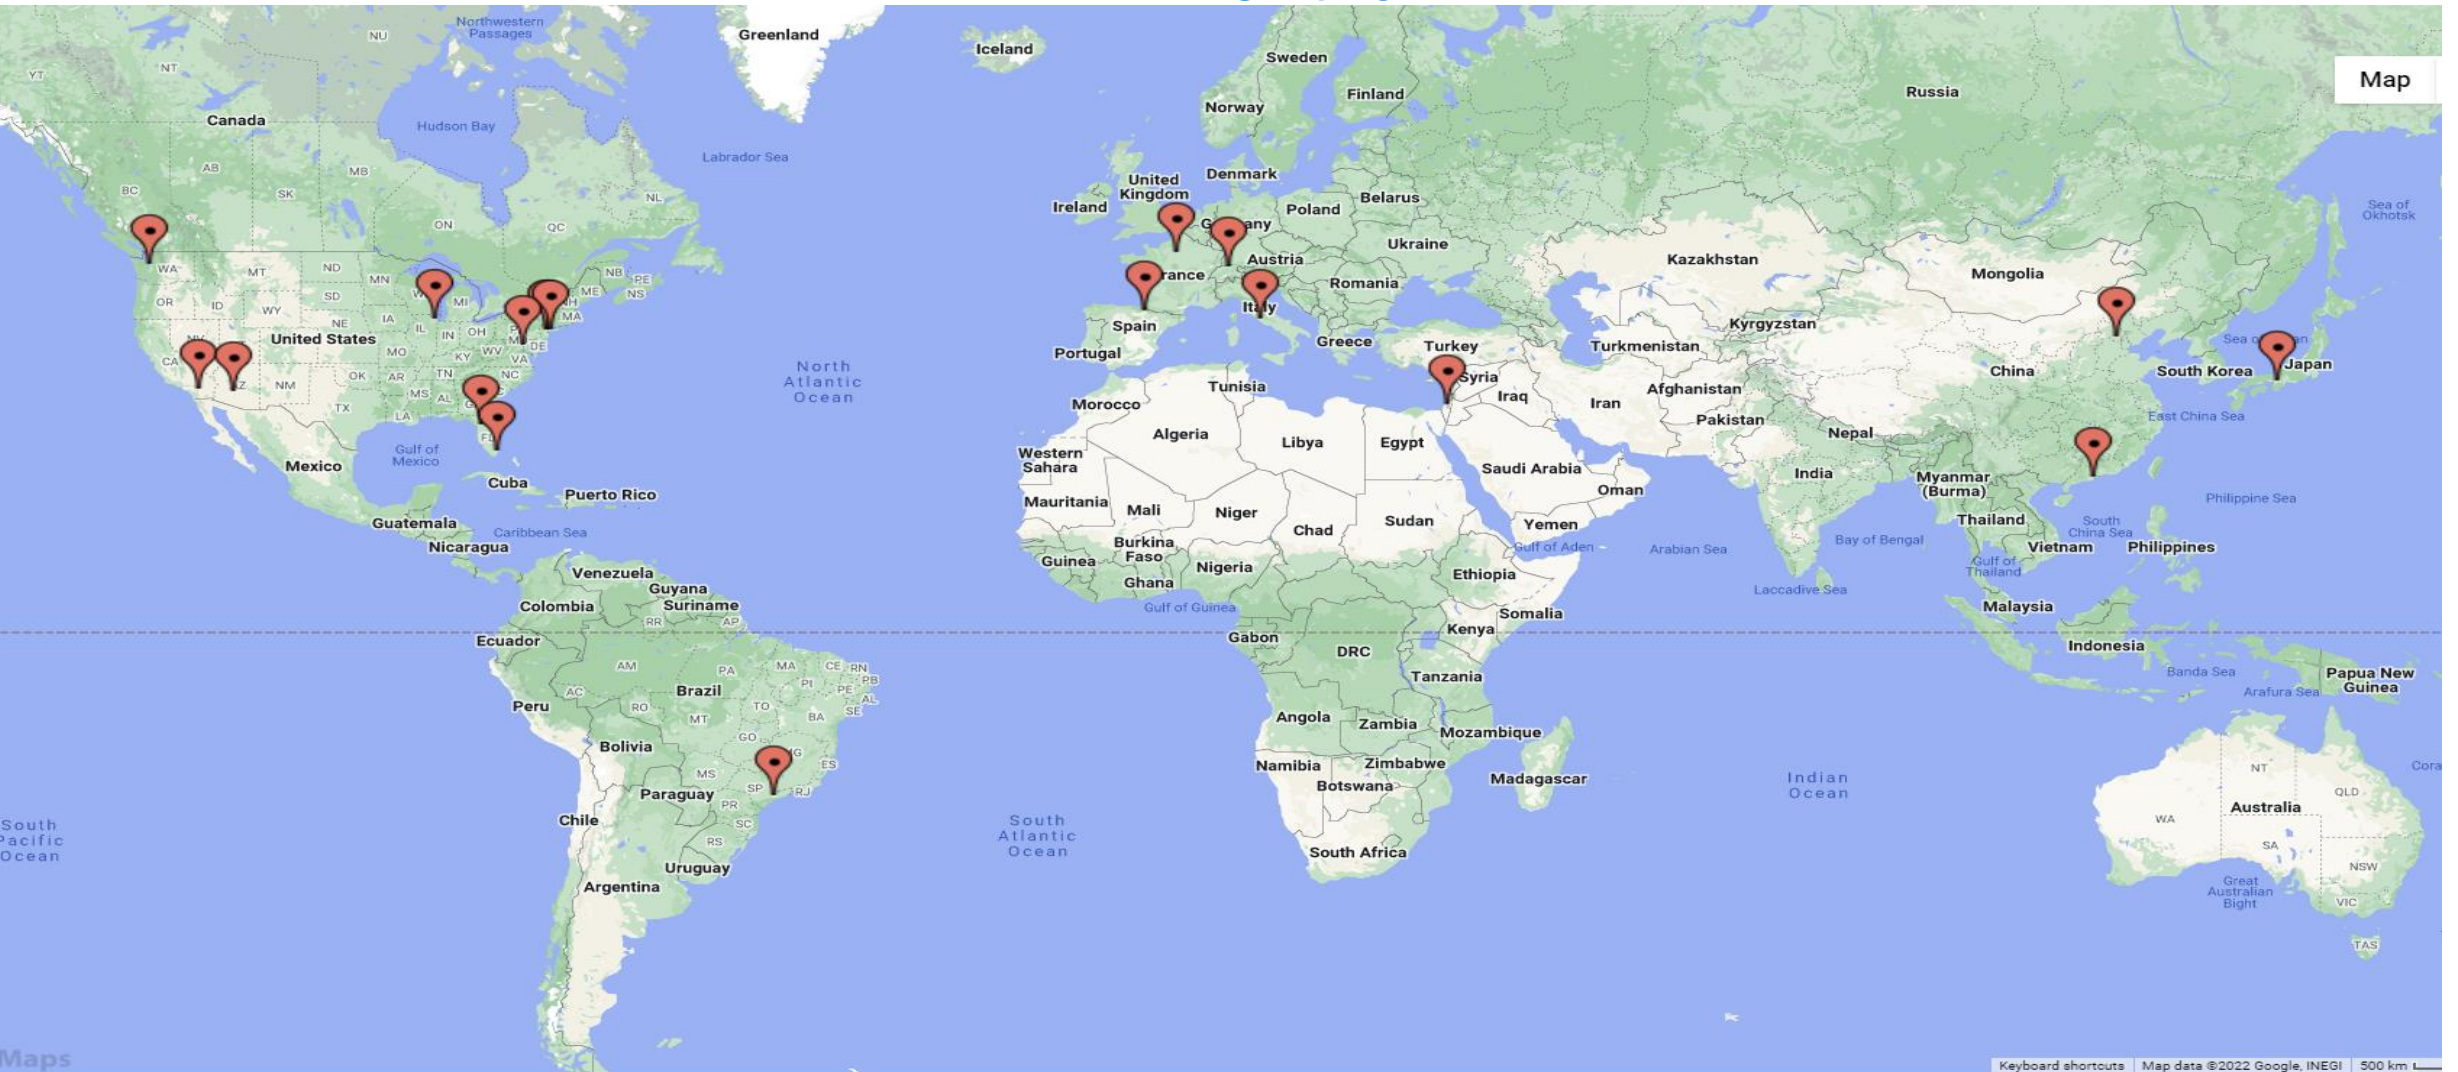 Greenland
Northwestern
Passages
NU
Iceland
Sweden
NT
YT
Map
Finland
Russia
Norway
Canada
Hudson Bay
Labrador Sea
AB
MB
BC
SK
NL
ON
QC
United
Kingdom
Denmark
Ireland
Poland
Belarus
Sea of
Okhotsk
Ukraine
Austria
Kazakhstan
Mongolia
WA
MT
ND
MN
NB
PE
NS
ME
SD
MI
OR
ID
WY
IA
NE
IL
IN
OH
MA
United States
MO
KY
WV
VA
DE
CA
OK
AR
TN
NC
NM
MS
AL
TX
LA
Romania
Italy
Spain
Portugal
Greece
Turkey
Syria
Kyrgyzstan
Turkmenistan
Japan
South Korea
China
North
Atlantic
Ocean
Tunisia
Morocco
Iraq
Iran
Afghanistan
Pakistan
East China Sea
Algeria
Libya
Egypt
Nepal
Gulf of
Mexico
Mexico
Western
Sahara
Saudi Arabia
India
Myanmar
(Burma)
Cuba
Puerto Rico
Oman
Philippine Sea
Mauritania
Mali
Niger
Chad
Sudan
Yemen
Thailand
South
China Sea
Guatemala
Caribbean Sea
Nicaragua
Burkina
Faso
Gulf of Aden
Arabian Sea
Bay of Bengal
Vietnam
Philippines
Guinea
Nigeria
Ghana
Ethiopia
Gulf of
Thailand
Venezuela
Guyana
Suriname
Colombia
Gulf of Guinea
Laccadive Sea
Malaysia
Somalia
RR
AP
Ecuador
Gabon
Kenya
DRC
Indonesia
AM
PA
MA
CE
RN
PB
PI
PE
AL
SE
Brazil
AC
Tanzania
Banda Sea
Papua New
Guinea
Arafura Sea
Peru
RO
TO
MT
BA
Angola
Zambia
Mozambique
GO
Bolivia
ES
Namibia
Zimbabwe
Botswana
Madagascar
Indian
Ocean
NT
QLD
MS
SP
RJ
Paraguay
PR
Chile
SC
Australia
WA
South
Pacific
Ocean
South
Atlantic
Ocean
RS
SA
NSW
South Africa
Uruguay
Argentina
Great
Australian
Bight
VIC
TAS
Maps
Keyboard shortcuts
Map data ©2022 Google, INEGI
500 km